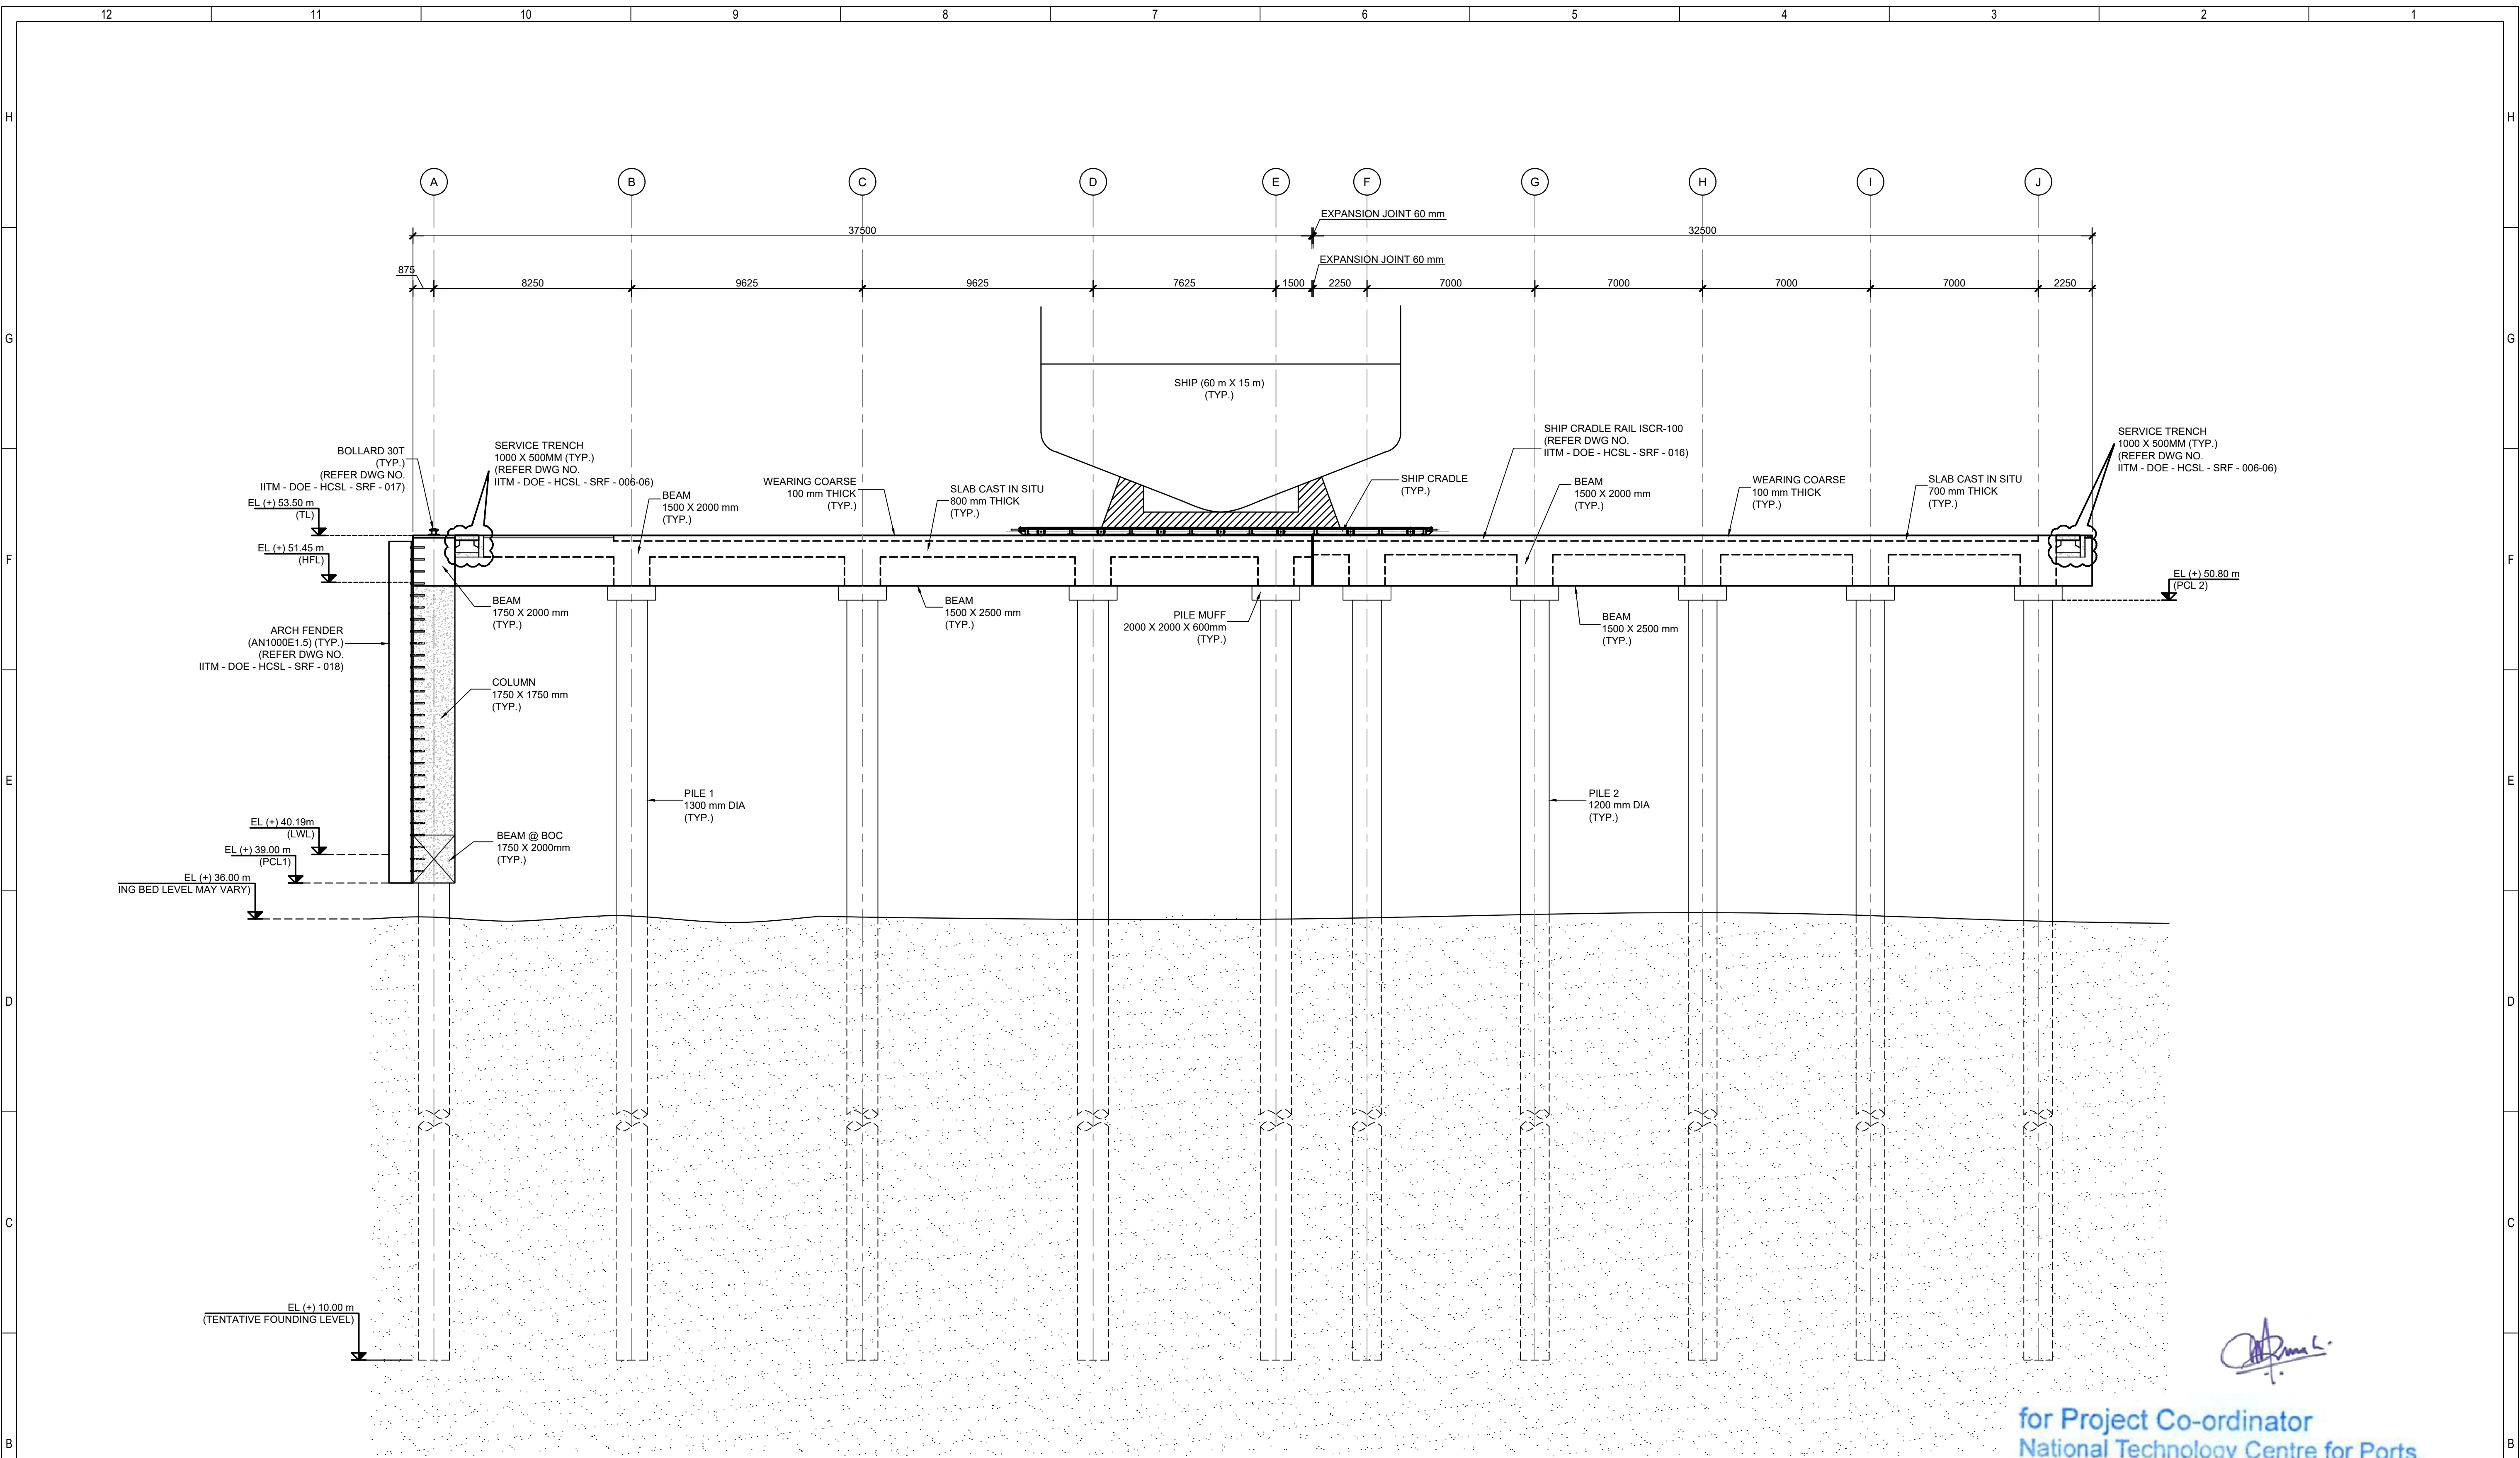 12 11 10 9 8 7 6 5 4 3 2 1
H H
A B C D E F G H I J
EXPANSION JOINT 60 mm
37500 32500
EXPANSION JOINT 60 mm
875 8250 9625 9625 7625 1500 2250 7000 7000 7000 7000 2250
G G
SHIP (60 m X 15 m)
(TYP.)
BOLLARD 30T
(TYP.)
(REFER DWG NO.
IITM - DOE - HCSL - SRF - 017)
SERVICE TRENCH
1000 X 500MM (TYP.)
(REFER DWG NO.
IITM - DOE - HCSL - SRF - 006-06)
BEAM
1500 X 2000 mm
(TYP.)
WEARING COARSE
100 mm THICK
(TYP.)
SLAB CAST IN SITU
800 mm THICK
(TYP.)
SHIP CRADLE
(TYP.)
SHIP CRADLE RAIL ISCR-100
(REFER DWG NO.
IITM - DOE - HCSL - SRF - 016)
BEAM
1500 X 2000 mm
(TYP.)
WEARING COARSE
100 mm THICK
(TYP.)
SLAB CAST IN SITU
700 mm THICK
(TYP.)
SERVICE TRENCH
1000 X 500MM (TYP.)
(REFER DWG NO.
IITM - DOE - HCSL - SRF - 006-06)
EL (+) 53.50 m
(TL)
EL (+) 51.45 m
(HFL)
F F
EL (+) 50.80 m
(PCL 2)
BEAM
1750 X 2000 mm
(TYP.)
BEAM
1500 X 2500 mm
(TYP.)
PILE MUFF
2000 X 2000 X 600mm
(TYP.)
BEAM
1500 X 2500 mm
(TYP.)
ARCH FENDER
(AN1000E1.5) (TYP.)
(REFER DWG NO.
IITM - DOE - HCSL - SRF - 018)
COLUMN
1750 X 1750 mm
(TYP.)
E E
PILE 1
1300 mm DIA
(TYP.)
PILE 2
1200 mm DIA
(TYP.)
EL (+) 40.19m
(LWL)
BEAM @ BOC
1750 X 2000mm
(TYP.)
EL (+) 39.00 m
(PCL1)
EL (+) 36.00 m
ING BED LEVEL MAY VARY)
D D
C C
EL (+) 10.00 m
(TENTATIVE FOUNDING LEVEL)
for Project Co-ordinator
National Technology Centre for Ports,
B B